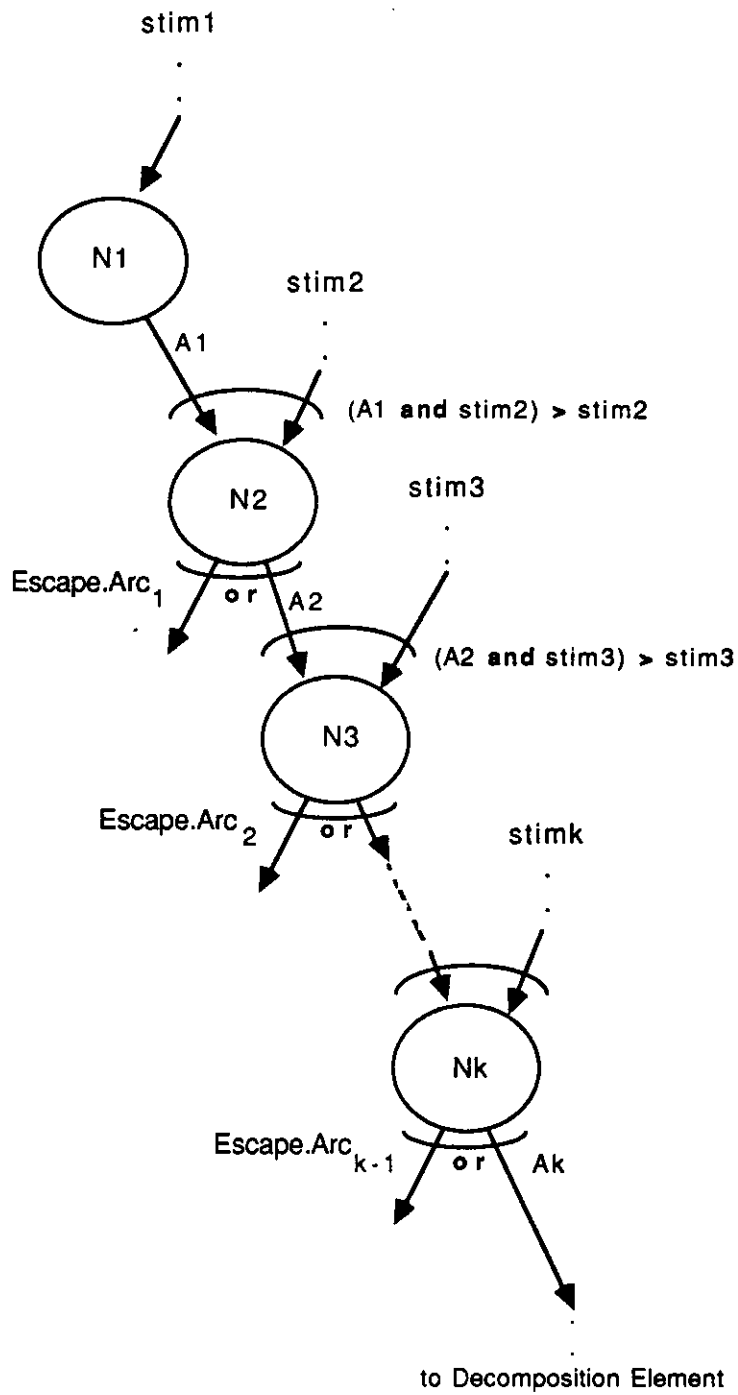 stim1
N1
stim2
A1
(A1 and stim2) > stim2
N2
stim3
Escape.Arc1
or
A2
(A2 and stim3) > stim3
N3
Escape.Arc2
or
stimk
Nk
Escape.Arck-1
or
Ak
to Decomposition Element